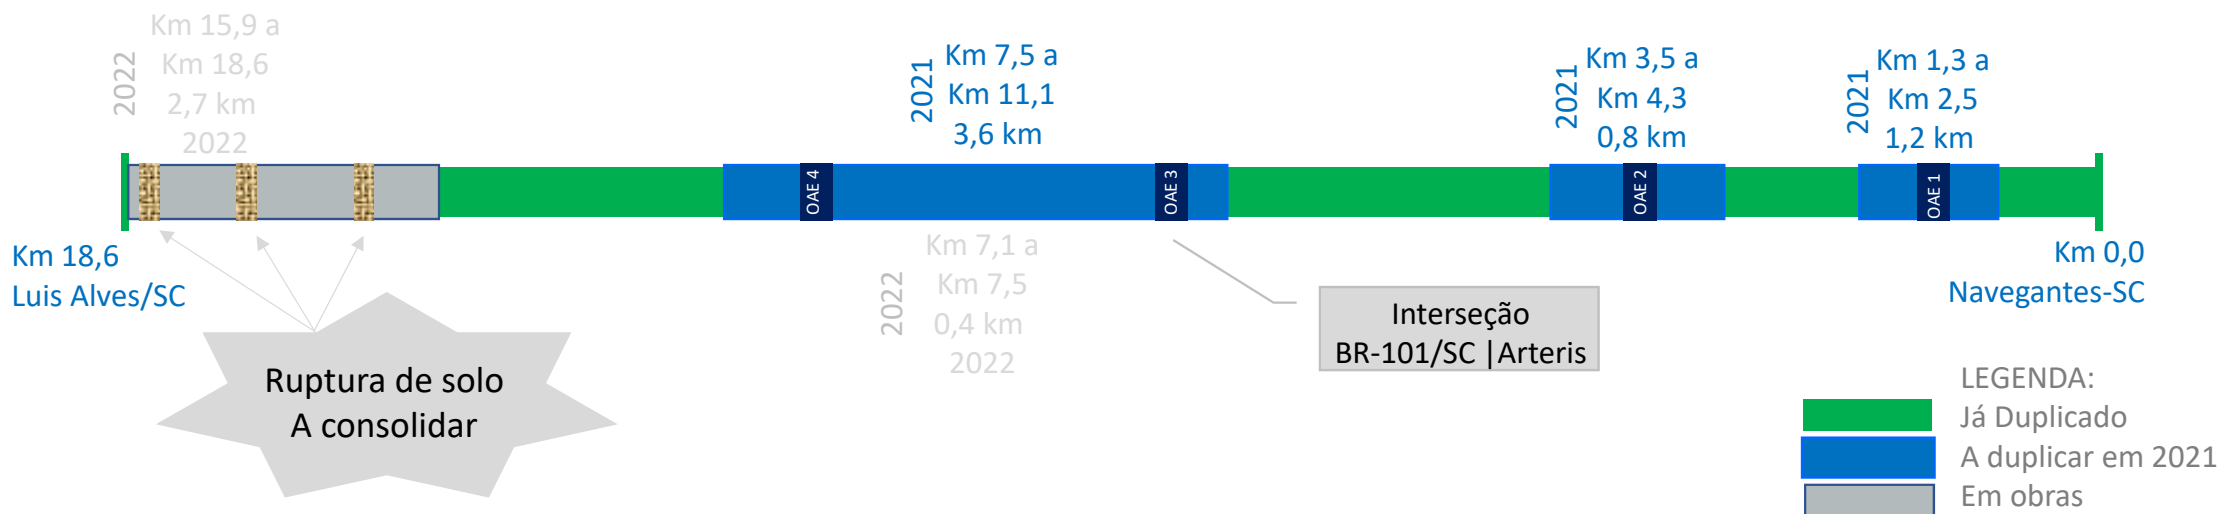 2022
Km 15,9 a
Km 18,6
2,7 km
2022
2021
Km 7,5 a
Km 11,1
3,6 km
2021
Km 3,5 a
Km 4,3
0,8 km
2021
Km 1,3 a
Km 2,5
1,2 km
OAE 4
OAE 3
OAE 2
OAE 1
Km 18,6
Luis Alves/SC
2022
Km 7,1 a
Km 7,5
0,4 km
2022
Km 0,0
Navegantes-SC
Interseção
BR-101/SC |Arteris
Ruptura de solo
A consolidar
LEGENDA:
Já Duplicado
A duplicar em 2021
Em obras